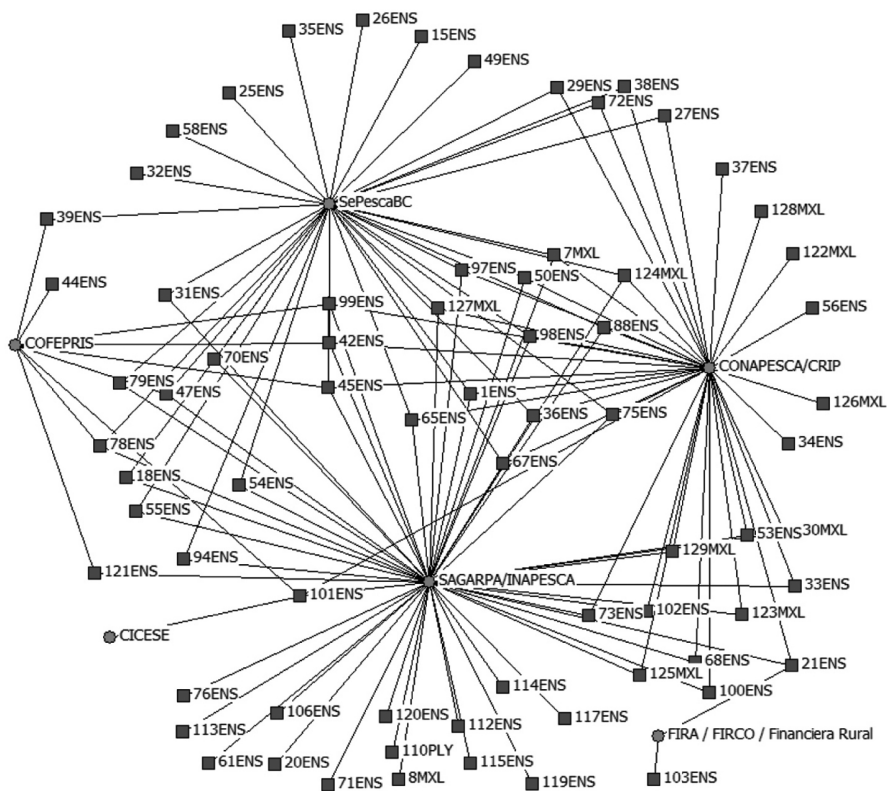 26ENS
35ENS
15ENS
49ENS
29ENS
38ENS
25ENS
72ENS
27ENS
58ENS
32ENS
37ENS
SePescaBC
128MXL
39ENS
7MXL
122MXL
97ENS
50ENS
124MXL
44ENS
31ENS
99ENS
127MXL
56ENS
88ENS
98ENS
COFEPRIS
42ENS
70ENS
CONAPESCA/CRIP
79ENS
45ENS
47ENS
1ENS
126MXL
65ENS
36ENS
75ENS
78ENS
34ENS
67ENS
18ENS
54ENS
55ENS
53ENS
30MXL
129MXL
94ENS
121ENS
SAGARPA/INAPESCA
33ENS
101ENS
73ENS
102ENS
123MXL
CICESE
68ENS
21ENS
125MXL
76ENS
114ENS
100ENS
106ENS
120ENS
117ENS
113ENS
112ENS
FIRA / FIRCO / Financiera Rural
110PLY
61ENS
20ENS
115ENS
8MXL
103ENS
71ENS
119ENS